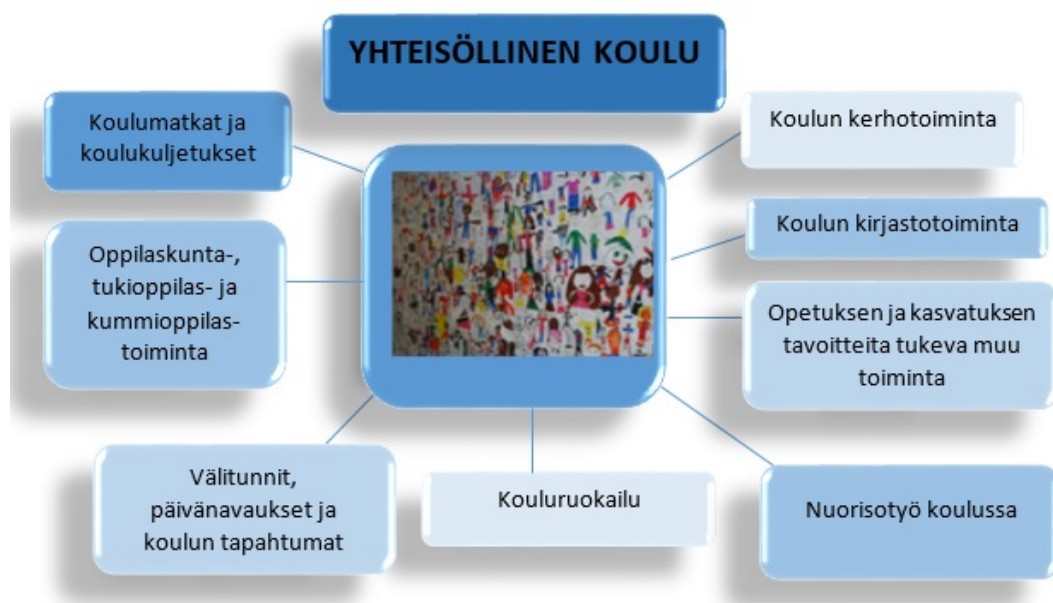 YHTEISÖLLINEN KOULU
Koulumatkat ja
koulukuljetukset
Oppilaskunta-,
tukioppilas- ja
kummioppilas-
toiminta
Välitunnit,
päivänavaukset ja
koulun tapahtumat
Kouluruokailu
Koulun kerhotoiminta
Koulun kirjastotoiminta
Opetuksen ja kasvatuksen
tavoitteita tukeva muu
toiminta
Nuorisotyö koulussa